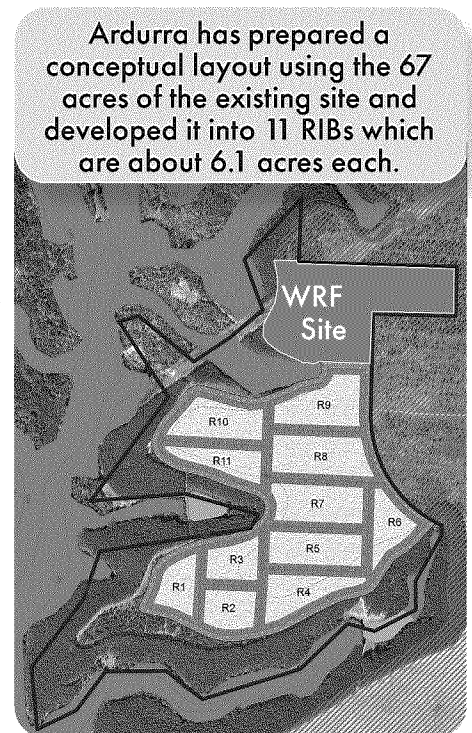 Ardurra has prepared a
conceptual layout using the 67
acres of the existing site and
developed it into 11 RIBs which
are about 6.1 acres each.
WRF
Site
R9
R10
R8
R11
R7
R6
R5
R3
R1
R4
R2